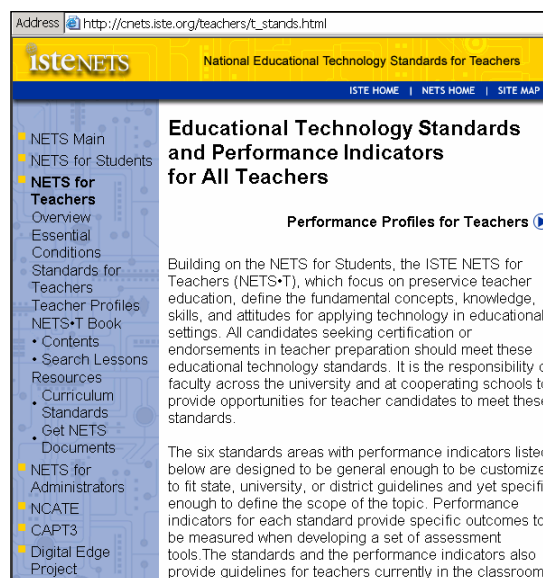 Address http://cnets.iste.org/teachers/t_stands.html
isteNETS
National Educational Technology Standards for Teachers
ISTE HOME | NETS HOME | SITE MAP
NETS Main
NETS for Students
NETS for
Teachers
Overview
Essential
Conditions
Standards for
Teachers
Teacher Profiles
NETS•T Book
• Contents
• Search Lessons
Resources
• Curriculum
Standards
• Get NETS
Documents
NETS for
Administrators
NCATE
CAPT3
Digital Edge
Project
Educational Technology Standards
and Performance Indicators
for All Teachers
Performance Profiles for Teachers
Building on the NETS for Students, the ISTE NETS for
Teachers (NETS•T), which focus on preservice teacher
education, define the fundamental concepts, knowledge,
skills, and attitudes for applying technology in educational
settings. All candidates seeking certification or
endorsements in teacher preparation should meet these
educational technology standards. It is the responsibility o
faculty across the university and at cooperating schools to
provide opportunities for teacher candidates to meet these
standards.
The six standards areas with performance indicators listed
below are designed to be general enough to be customize
to fit state, university, or district guidelines and yet specifi
enough to define the scope of the topic. Performance
indicators for each standard provide specific outcomes to
be measured when developing a set of assessment
tools.The standards and the performance indicators also
provide guidelines for teachers currently in the classroom